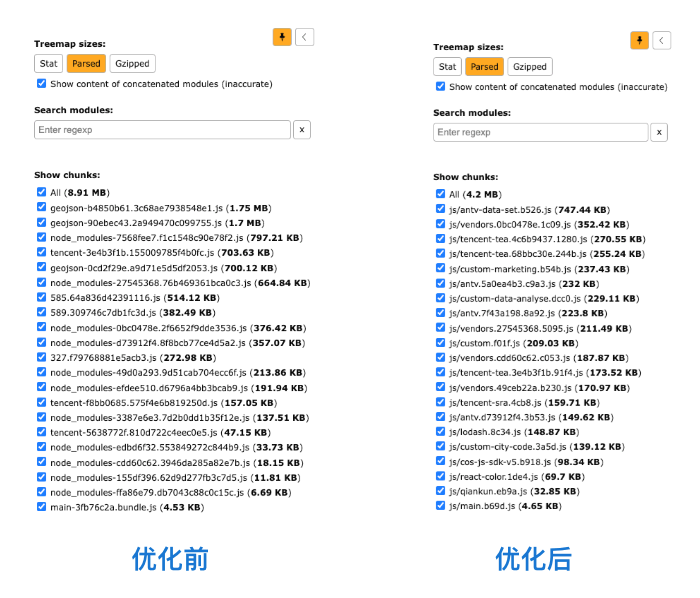 Treemap sizes:
Stat Parsed Gzipped
Show content of concatenated modules (inaccurate)
Search modules:
Enter regexp x
Show chunks:
All (8.91 MB)
geojson-b4850b61.3c68ae7938548e1.js (1.75 MB)
geojson-90ebec43.2a949470c099755.js (1.7 MB)
node_modules-7568fee7.f1c1548c90e78f2.js (797.21 KB)
tencent-3e4b3f1b.155009785f4b0fc.js (703.63 KB)
geojson-0cd2f29e.a9d71e5d5df2053.js (700.12 KB)
node_modules-27545368.76b469361bca0c3.js (664.84 KB)
585.64a836d42391116.js (514.12 KB)
589.309746c7db1fc3d.js (382.49 KB)
node_modules-0bc0478e.2f6652f9dde3536.js (376.42 KB)
node_modules-d73912f4.8f8bcb77ce4d5a2.js (357.07 KB)
327.f79768881e5acb3.js (272.98 KB)
node_modules-49d0a293.9d51cab704ecc6f.js (213.86 KB)
node_modules-efdee510.d6796a4bb3bcab9.js (191.94 KB)
tencent-f8bb0685.575f4e6b819250d.js (157.05 KB)
node_modules-3387e6e3.7d2b0dd1b35f12e.js (137.51 KB)
tencent-5638772f.810d722c4eec0e5.js (47.15 KB)
node_modules-edbd6f32.553849272c844b9.js (33.73 KB)
node_modules-cdd60c62.3946da285a82e7b.js (18.15 KB)
node_modules-155df396.62d9d277fb3c7d5.js (11.81 KB)
node_modules-ffa86e79.db7043c88c0c15c.js (6.69 KB)
main-3fb76c2a.bundle.js (4.53 KB)
优化前
Treemap sizes:
Stat Parsed Gzipped
Show content of concatenated modules (inaccurate)
Search modules:
Enter regexp x
Show chunks:
All (4.2 MB)
js/antv-data-set.b526.js (747.44 KB)
js/vendors.0bc0478e.1c09.js (352.42 KB)
js/tencent-tea.4c6b9437.1280.js (270.55 KB)
js/tencent-tea.68bbc30e.244b.js (255.24 KB)
js/custom-marketing.b54b.js (237.43 KB)
js/antv.5a0ea4b3.c9a3.js (232 KB)
js/custom-data-analyse.dcc0.js (229.11 KB)
js/antv.7f43a198.8a92.js (223.8 KB)
js/vendors.27545368.5095.js (211.49 KB)
js/custom.f01f.js (209.03 KB)
js/vendors.cdd60c62.c053.js (187.87 KB)
js/tencent-tea.3e4b3f1b.91f4.js (173.52 KB)
js/vendors.49ceb22a.b230.js (170.97 KB)
js/tencent-sra.4cb8.js (159.71 KB)
js/antv.d73912f4.3b53.js (149.62 KB)
js/lodash.8c34.js (148.87 KB)
js/custom-city-code.3a5d.js (139.12 KB)
js/cos-js-sdk-v5.b918.js (98.34 KB)
js/react-color.1de4.js (69.7 KB)
js/qiankun.eb9a.js (32.85 KB)
js/main.b69d.js (4.65 KB)
优化后